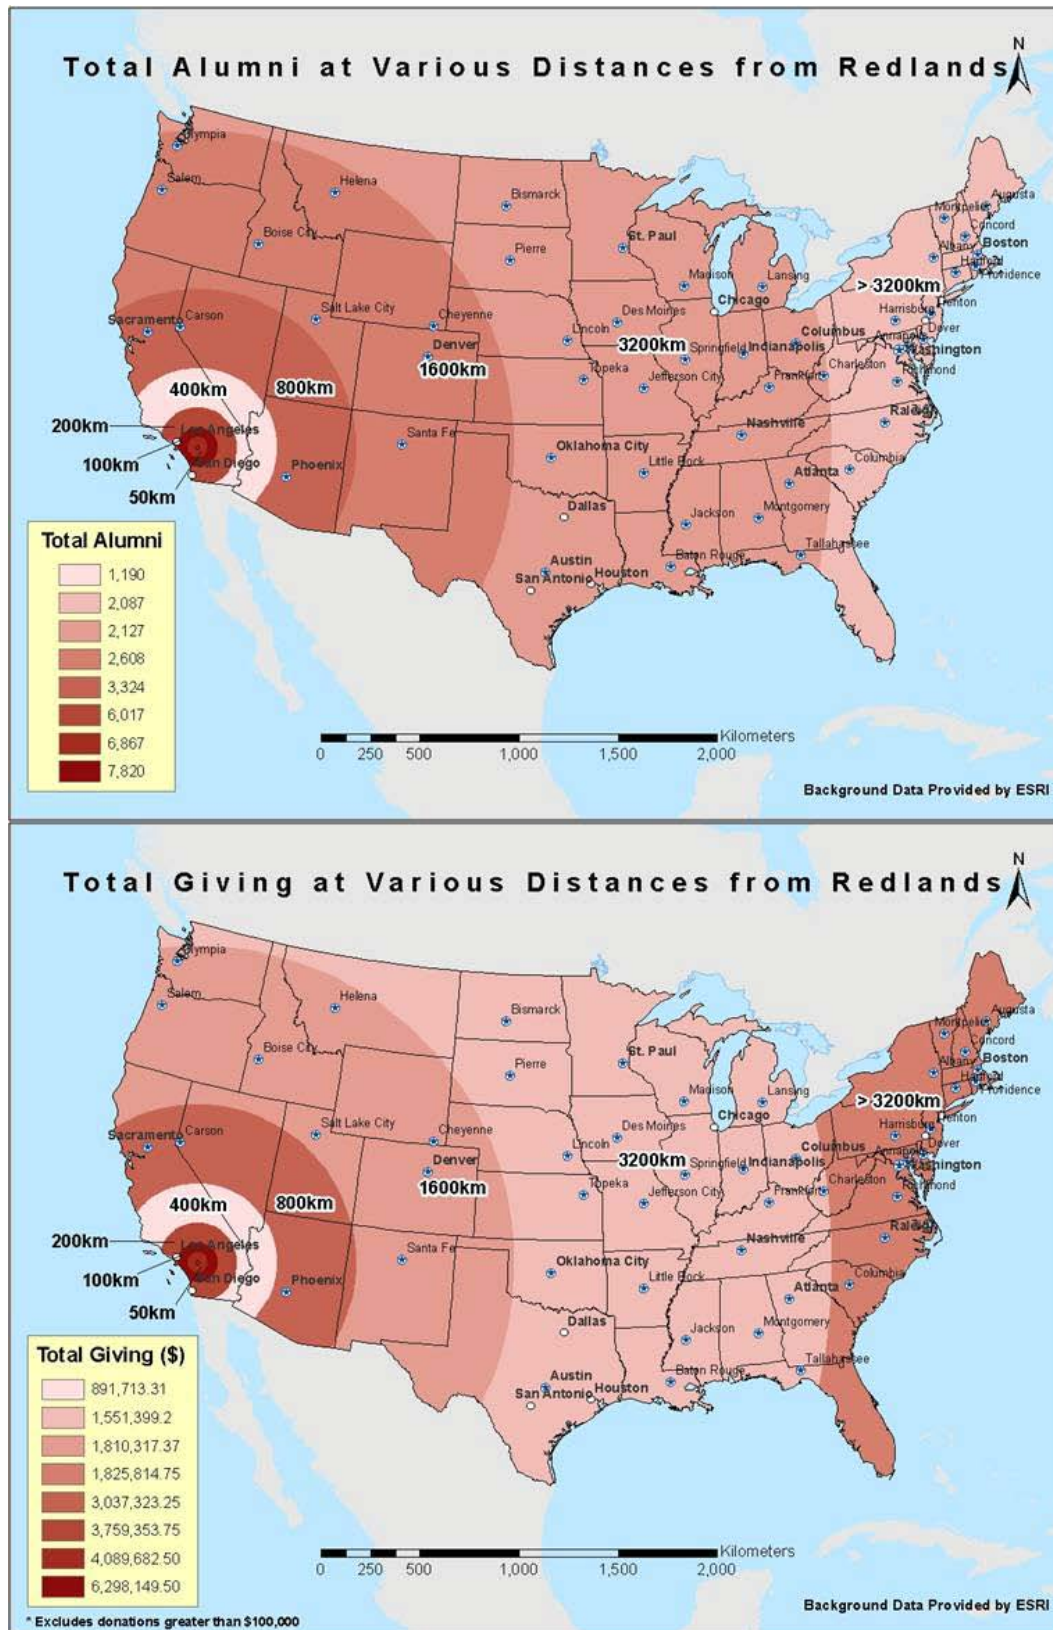 N
Total Alumni at Various Distances from Redlands
Olympia
Salem
Helena
Bismarck
Boise City
Pierre
St. Paul
Madison
Lansing
Montpelier
Augusta
Concord
Albany
Boston
Hartford
Providence
> 3200km
Trenton
Harrisburg
Dover
Annapolis
Washington
Sacramento
Carson
Salt Lake City
Cheyenne
Lincoln
Des Moines
Chicago
Columbus
Denver
3200km
Springfield
Indianapolis
1600km
Topeka
Jefferson City
Frankfort
Charleston
Richmond
400km
800km
200km
Los Angeles
Santa Fe
Oklahoma City
Nashville
Raleigh
100km
San Diego
Phoenix
Little Rock
Atlanta
Columbia
50km
Dallas
Jackson
Montgomery
Austin
Baton Rouge
Tallahassee
San Antonio
Houston
Total Alumni
1,190
2,087
2,127
2,608
3,324
6,017
6,867
7,820
Kilometers
0 250 500 1,000 1,500 2,000
Background Data Provided by ESRI
N
Total Giving at Various Distances from Redlands
Olympia
Salem
Helena
Bismarck
Boise City
Pierre
St. Paul
Madison
Lansing
Montpelier
Augusta
Concord
Albany
Boston
Hartford
Providence
> 3200km
Trenton
Harrisburg
Dover
Annapolis
Washington
Sacramento
Carson
Salt Lake City
Cheyenne
Lincoln
Des Moines
Chicago
Columbus
Denver
3200km
Springfield
Indianapolis
1600km
Topeka
Jefferson City
Frankfort
Charleston
Richmond
400km
800km
200km
Los Angeles
Santa Fe
Oklahoma City
Nashville
Raleigh
100km
San Diego
Phoenix
Little Rock
Atlanta
Columbia
50km
Dallas
Jackson
Montgomery
Austin
Baton Rouge
Tallahassee
San Antonio
Houston
Total Giving ($)
891,713.31
1,551,399.2
1,810,317.37
1,825,814.75
3,037,323.25
3,759,353.75
4,089,682.50
6,298,149.50
Kilometers
0 250 500 1,000 1,500 2,000
Background Data Provided by ESRI
* Excludes donations greater than $100,000